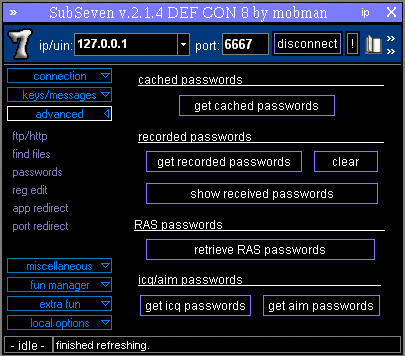 » SubSeven v.2.1.4 DEF CON 8 by mobman ip X
ip/uin: 127.0.0.1 port: 6667 disconnect ! »
»
connection
keys/messages
advanced
ftp/http
find files
passwords
reg edit
app redirect
port redirect
miscellaneous
fun manager
extra fun
local options
cached passwords
get cached passwords
recorded passwords
get recorded passwords clear
show received passwords
RAS passwords
retrieve RAS passwords
icq/aim passwords
get icq passwords get aim passwords
- idle - finished refreshing.